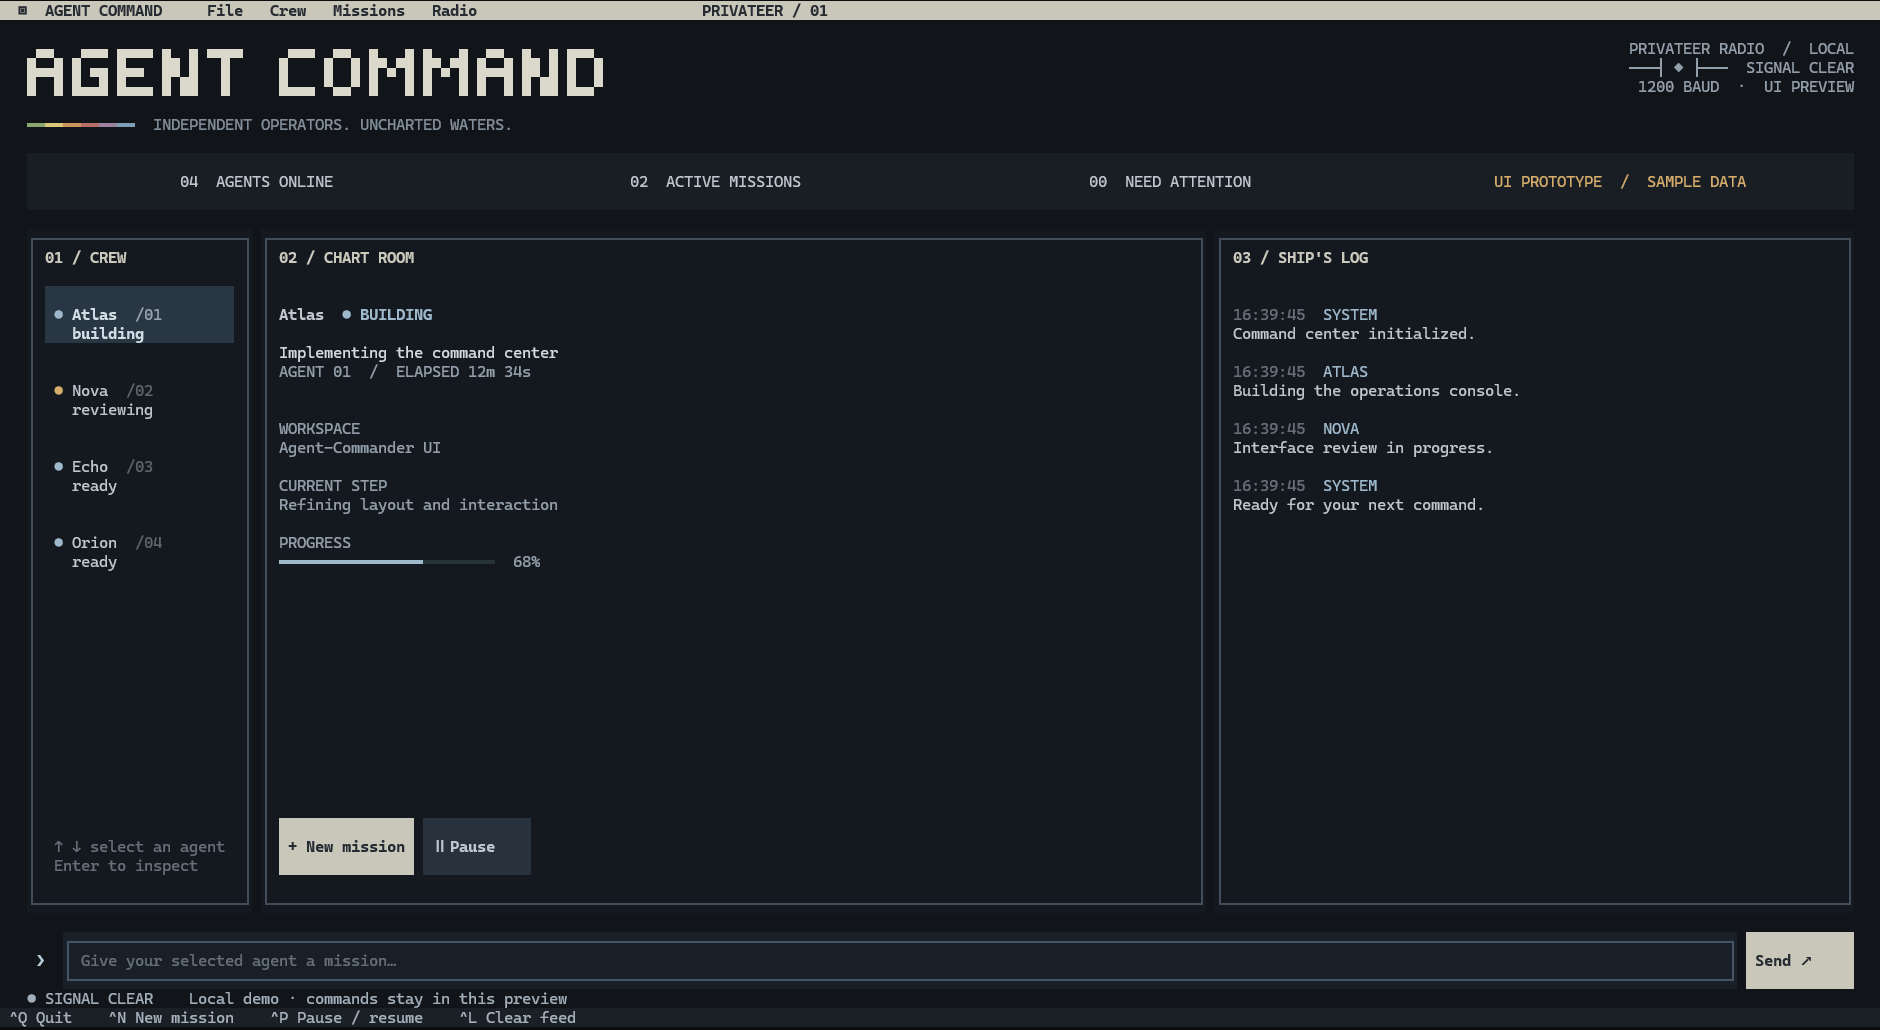 AGENT COMMAND File Crew Missions Radio PRIVATEER / 01
AGENT COMMAND
PRIVATEER RADIO / LOCAL
SIGNAL CLEAR
1200 BAUD · UI PREVIEW
INDEPENDENT OPERATORS. UNCHARTED WATERS.
04 AGENTS ONLINE 02 ACTIVE MISSIONS 00 NEED ATTENTION UI PROTOTYPE / SAMPLE DATA
01 / CREW
Atlas /01
building
Nova /02
reviewing
Echo /03
ready
Orion /04
ready
↑ ↓ select an agent
Enter to inspect
02 / CHART ROOM
Atlas ● BUILDING
Implementing the command center
AGENT 01 / ELAPSED 12m 34s
WORKSPACE
Agent-Commander UI
CURRENT STEP
Refining layout and interaction
PROGRESS
68%
+ New mission || Pause
03 / SHIP'S LOG
16:39:45 SYSTEM
Command center initialized.
16:39:45 ATLAS
Building the operations console.
16:39:45 NOVA
Interface review in progress.
16:39:45 SYSTEM
Ready for your next command.
❯ Give your selected agent a mission… Send ↗
● SIGNAL CLEAR Local demo · commands stay in this preview
^Q Quit ^N New mission ^P Pause / resume ^L Clear feed